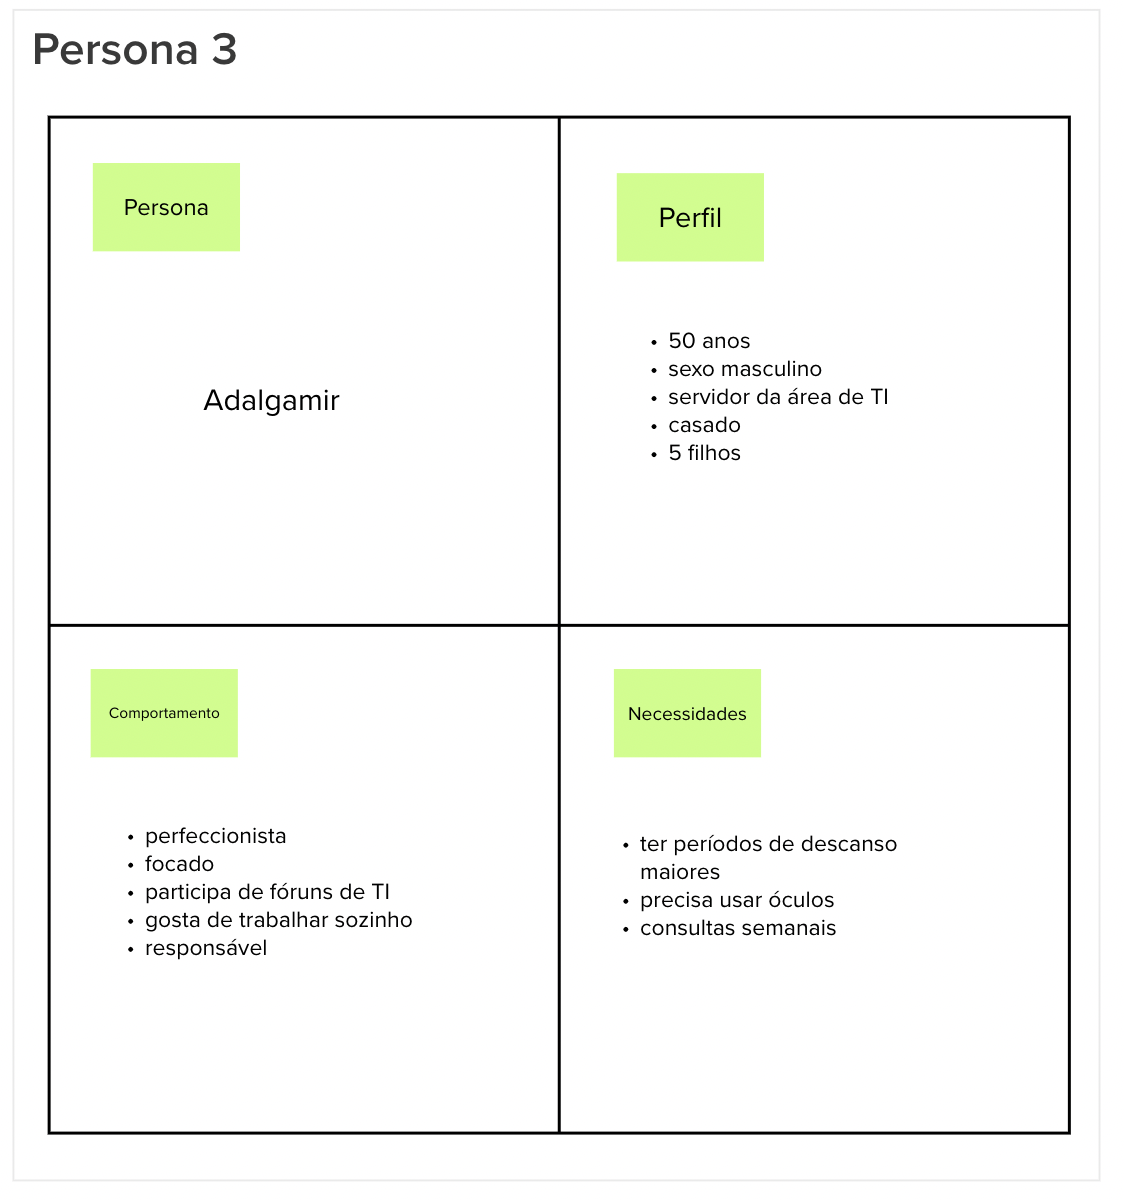 Persona 3
Persona
Adalgamir
Perfil
• 50 anos
• sexo masculino
• servidor da área de TI
• casado
• 5 filhos
Comportamento
• perfeccionista
• focado
• participa de fóruns de TI
• gosta de trabalhar sozinho
• responsável
Necessidades
• ter períodos de descanso
maiores
• precisa usar óculos
• consultas semanais